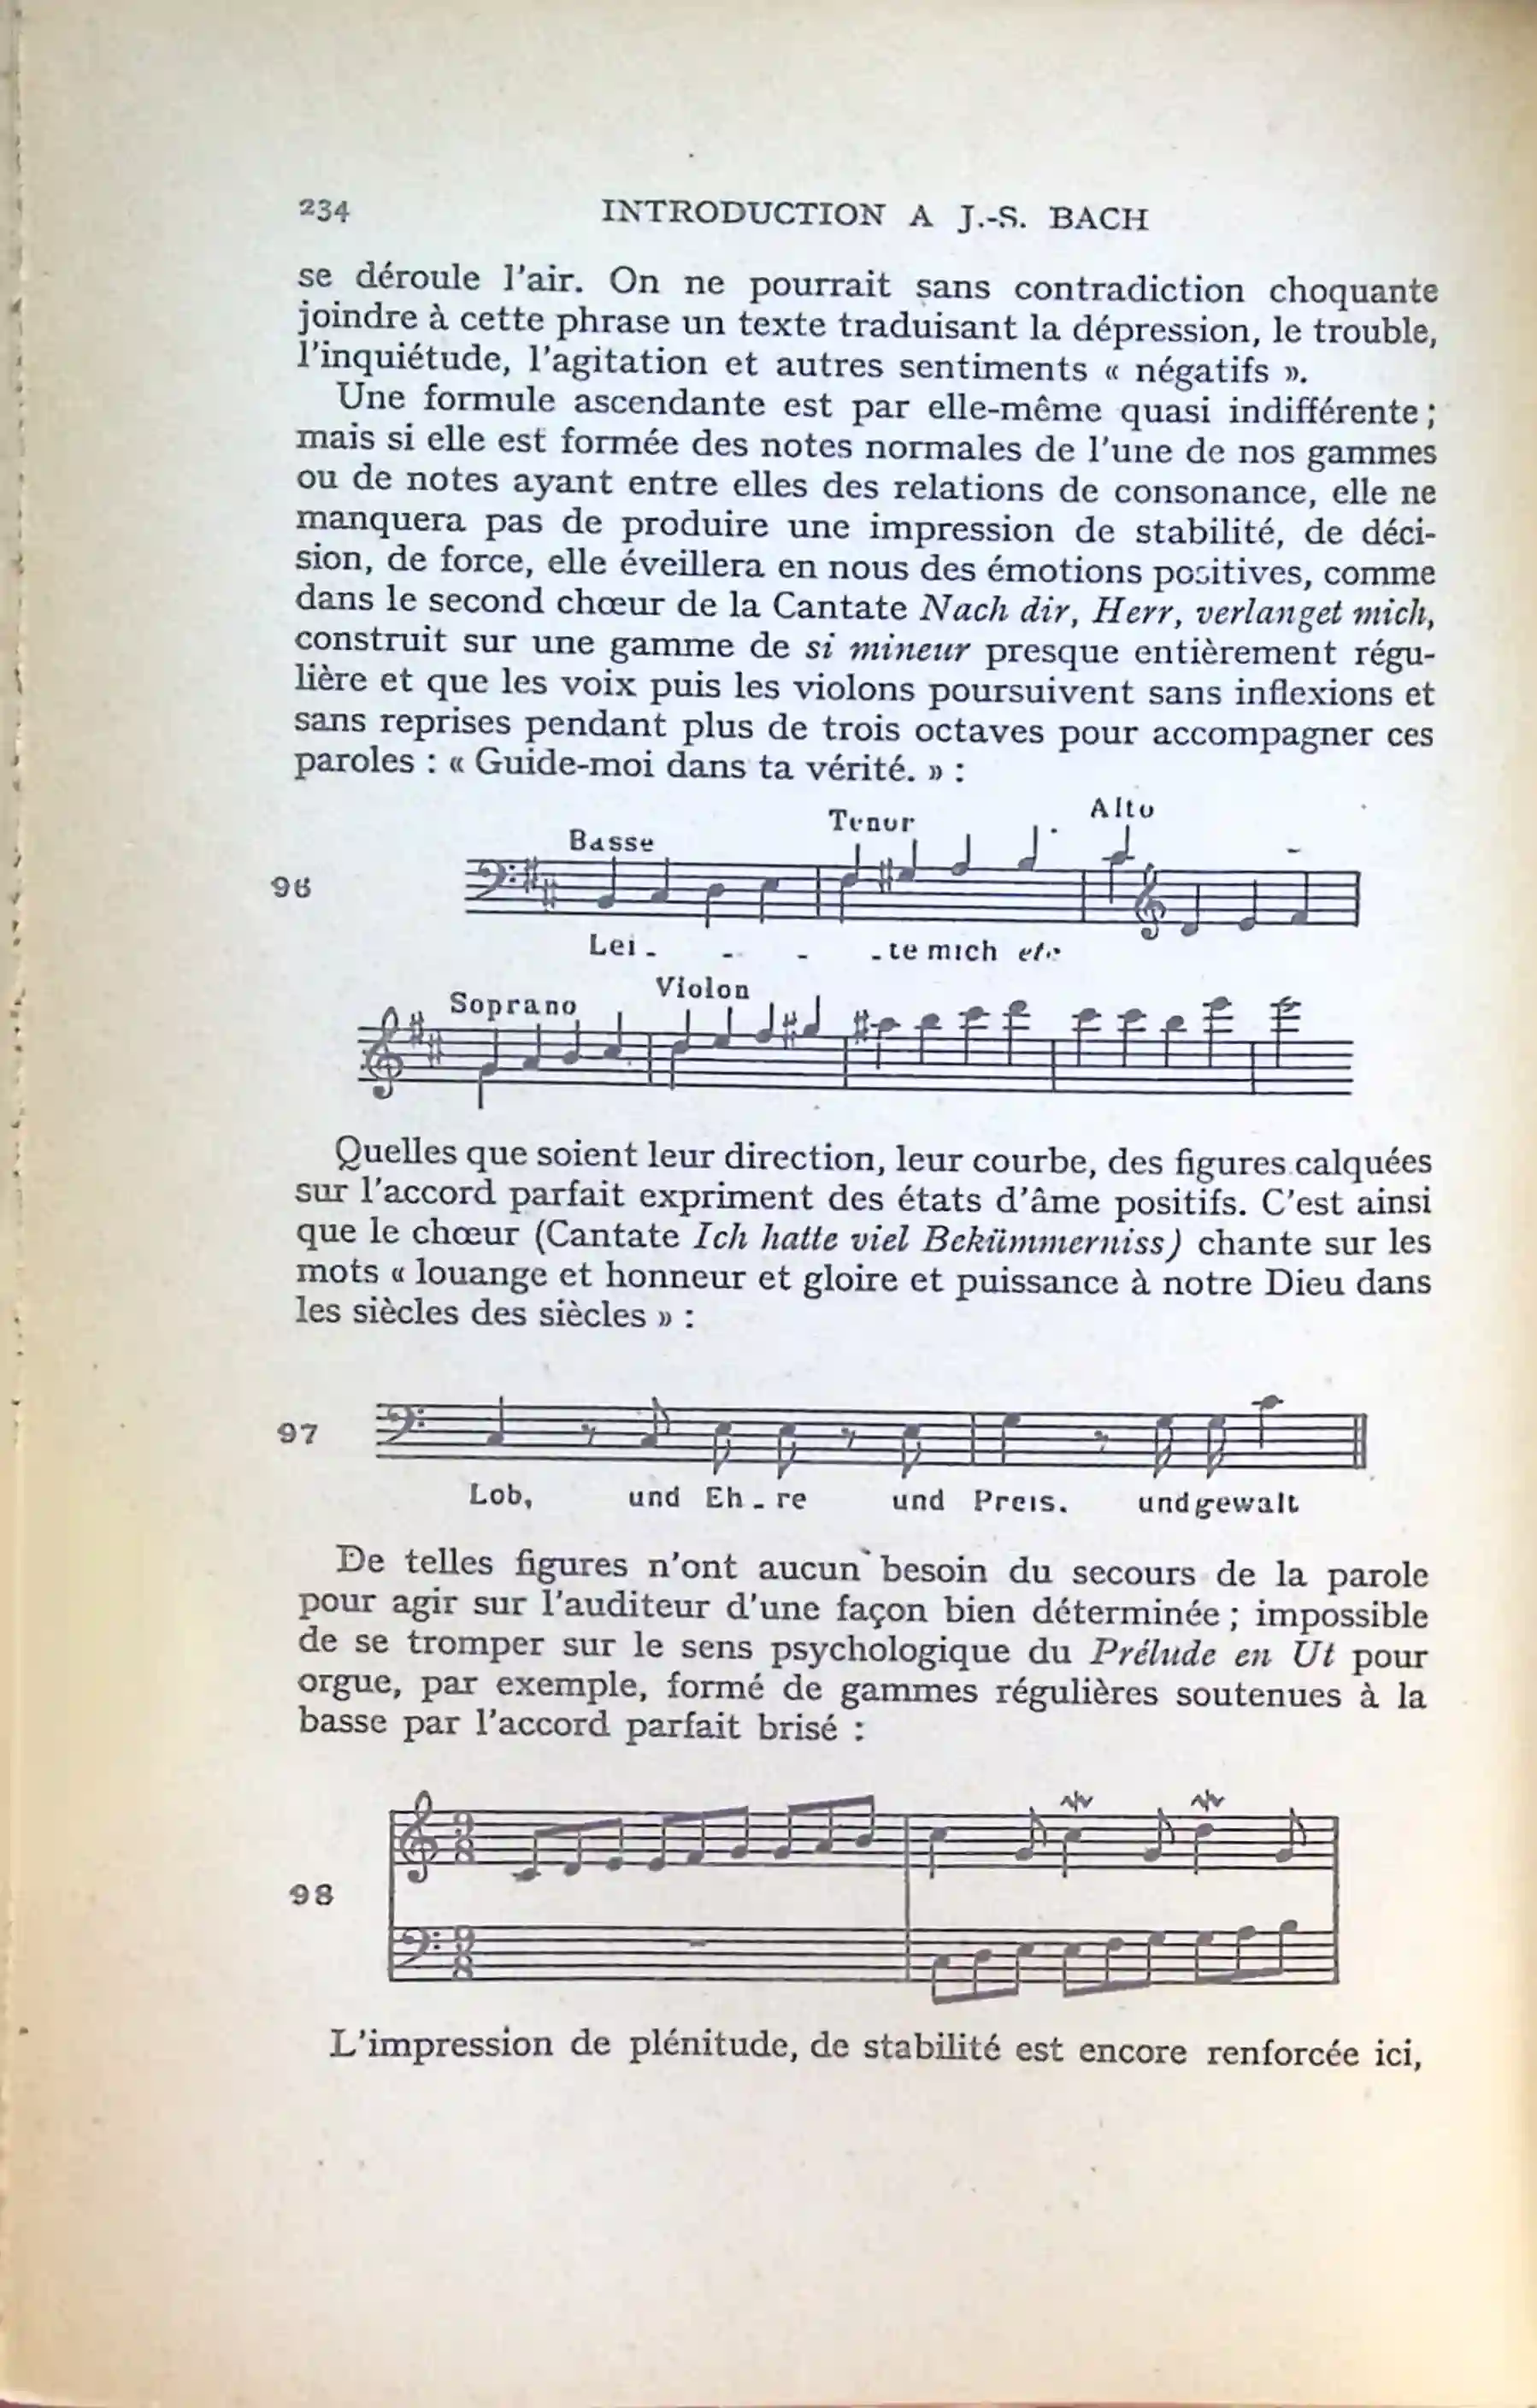 234 INTRODUCTION A J.-S. BACH
se déroule l'air. On ne pourrait sans contradiction choquante
joindre à cette phrase un texte traduisant la dépression, le trouble,
l'inquiétude, l'agitation et autres sentiments « négatifs ».
Une formule ascendante est par elle-même quasi indifférente ;
mais si elle est formée des notes normales de l'une de nos gammes
ou de notes ayant entre elles des relations de consonance, elle ne
manquera pas de produire une impression de stabilité, de déci-
sion, de force, elle éveillera en nous des émotions positives, comme
dans le second chœur de la Cantate Nach dir, Herr, verlanget mich,
construit sur une gamme de si mineur presque entièrement régu-
lière et que les voix puis les violons poursuivent sans inflexions et
sans reprises pendant plus de trois octaves pour accompagner ces
paroles : « Guide-moi dans ta vérité. » :
Basse Tenor Alto
96
Lei - - - - te mich etc
Soprano Violon
Quelles que soient leur direction, leur courbe, des figures calquées
sur l'accord parfait expriment des états d'âme positifs. C'est ainsi
que le chœur (Cantate Ich hatte viel Bekümmerniss) chante sur les
mots « louange et honneur et gloire et puissance à notre Dieu dans
les siècles des siècles » :
97
Lob, und Eh - re und Preis. und gewalt
De telles figures n'ont aucun besoin du secours de la parole
pour agir sur l'auditeur d'une façon bien déterminée ; impossible
de se tromper sur le sens psychologique du Prélude en Ut pour
orgue, par exemple, formé de gammes régulières soutenues à la
basse par l'accord parfait brisé :
9 8
98
9 8
L'impression de plénitude, de stabilité est encore renforcée ici,